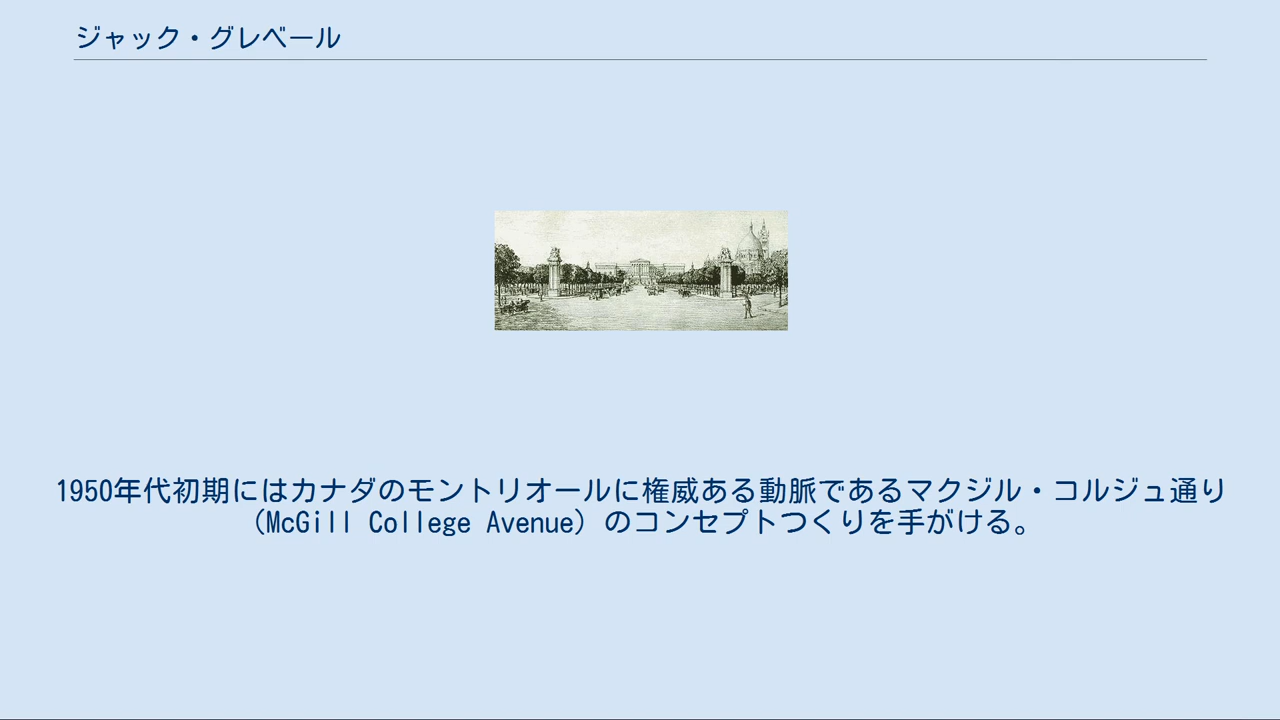 ジャック・グレベール
1950年代初期にはカナダのモントリオールに権威ある動脈であるマクジル・コルジュ通り
（McGill College Avenue）のコンセプトつくりを手がける。